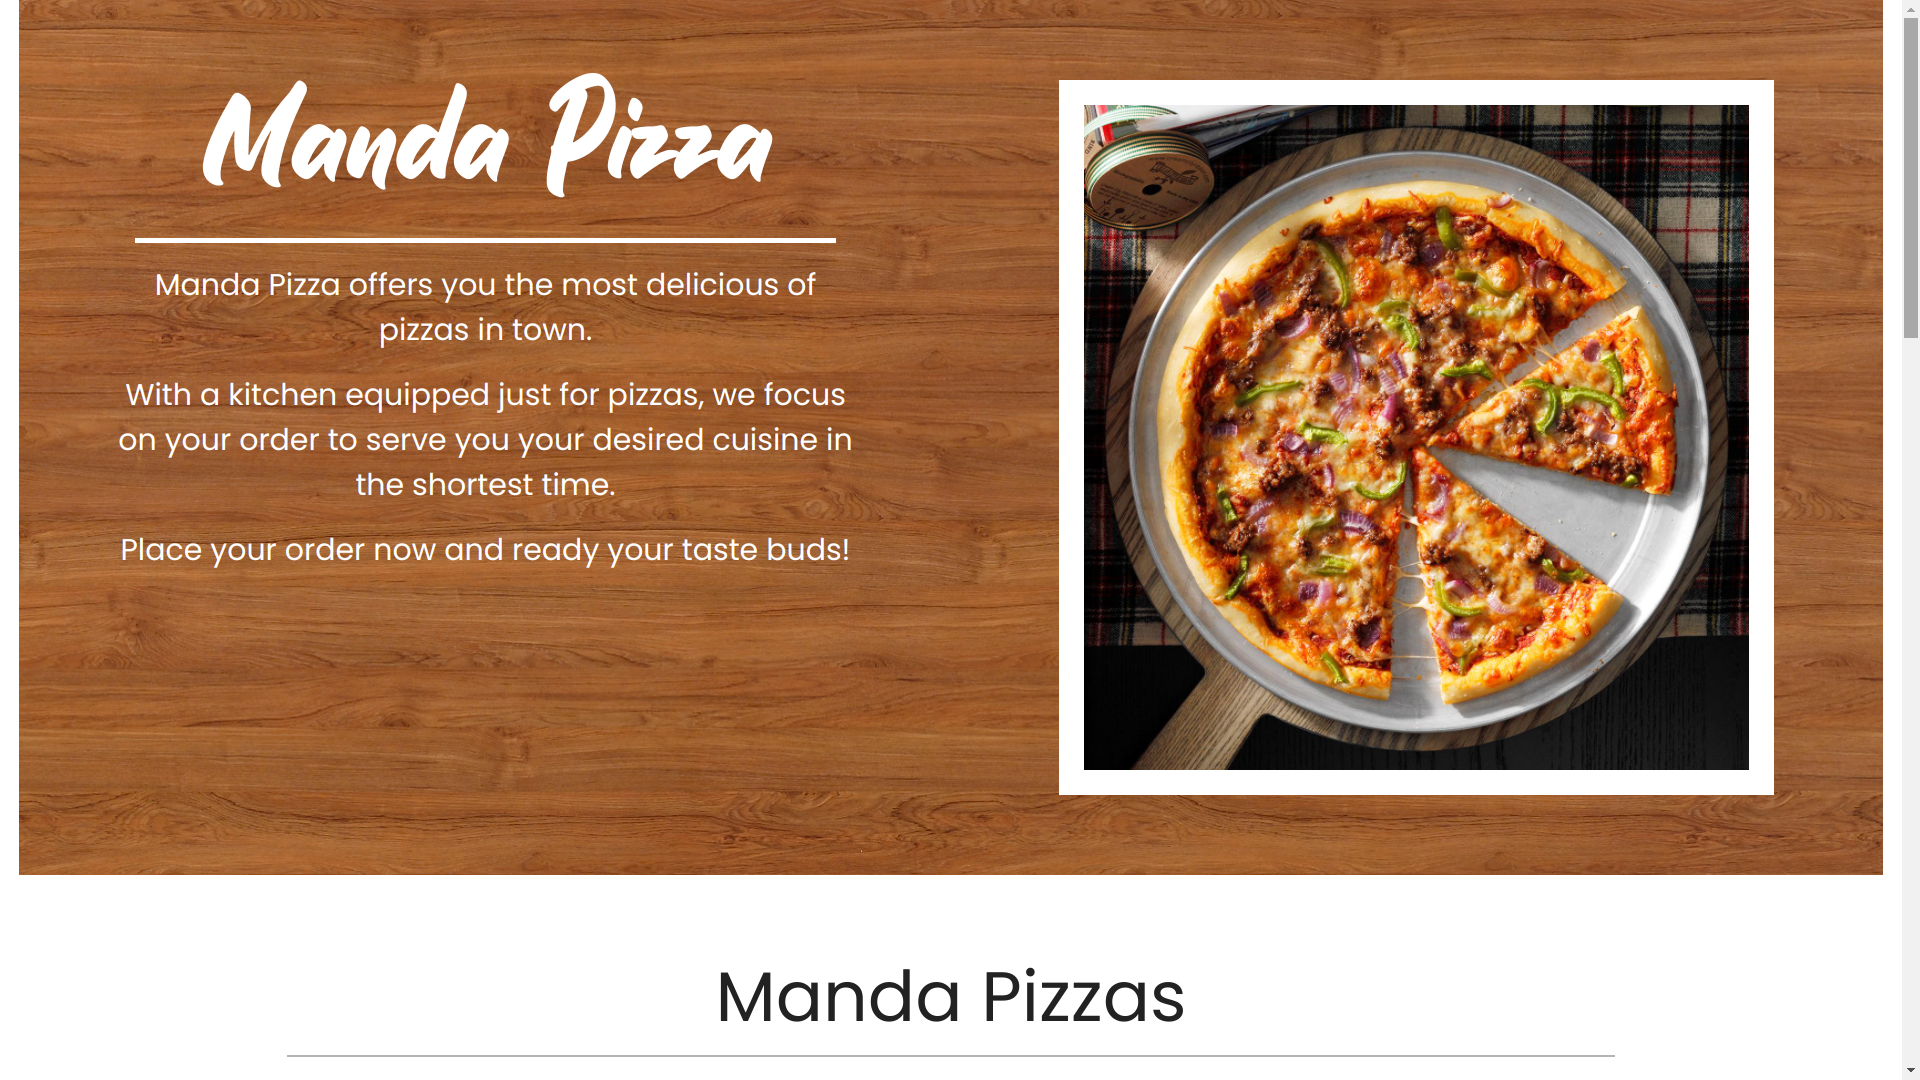 Manda Pizza
Manda Pizza offers you the most delicious of
pizzas in town.
With a kitchen equipped just for pizzas, we focus
on your order to serve you your desired cuisine in
the shortest time.
Place your order now and ready your taste buds!
Manda Pizzas